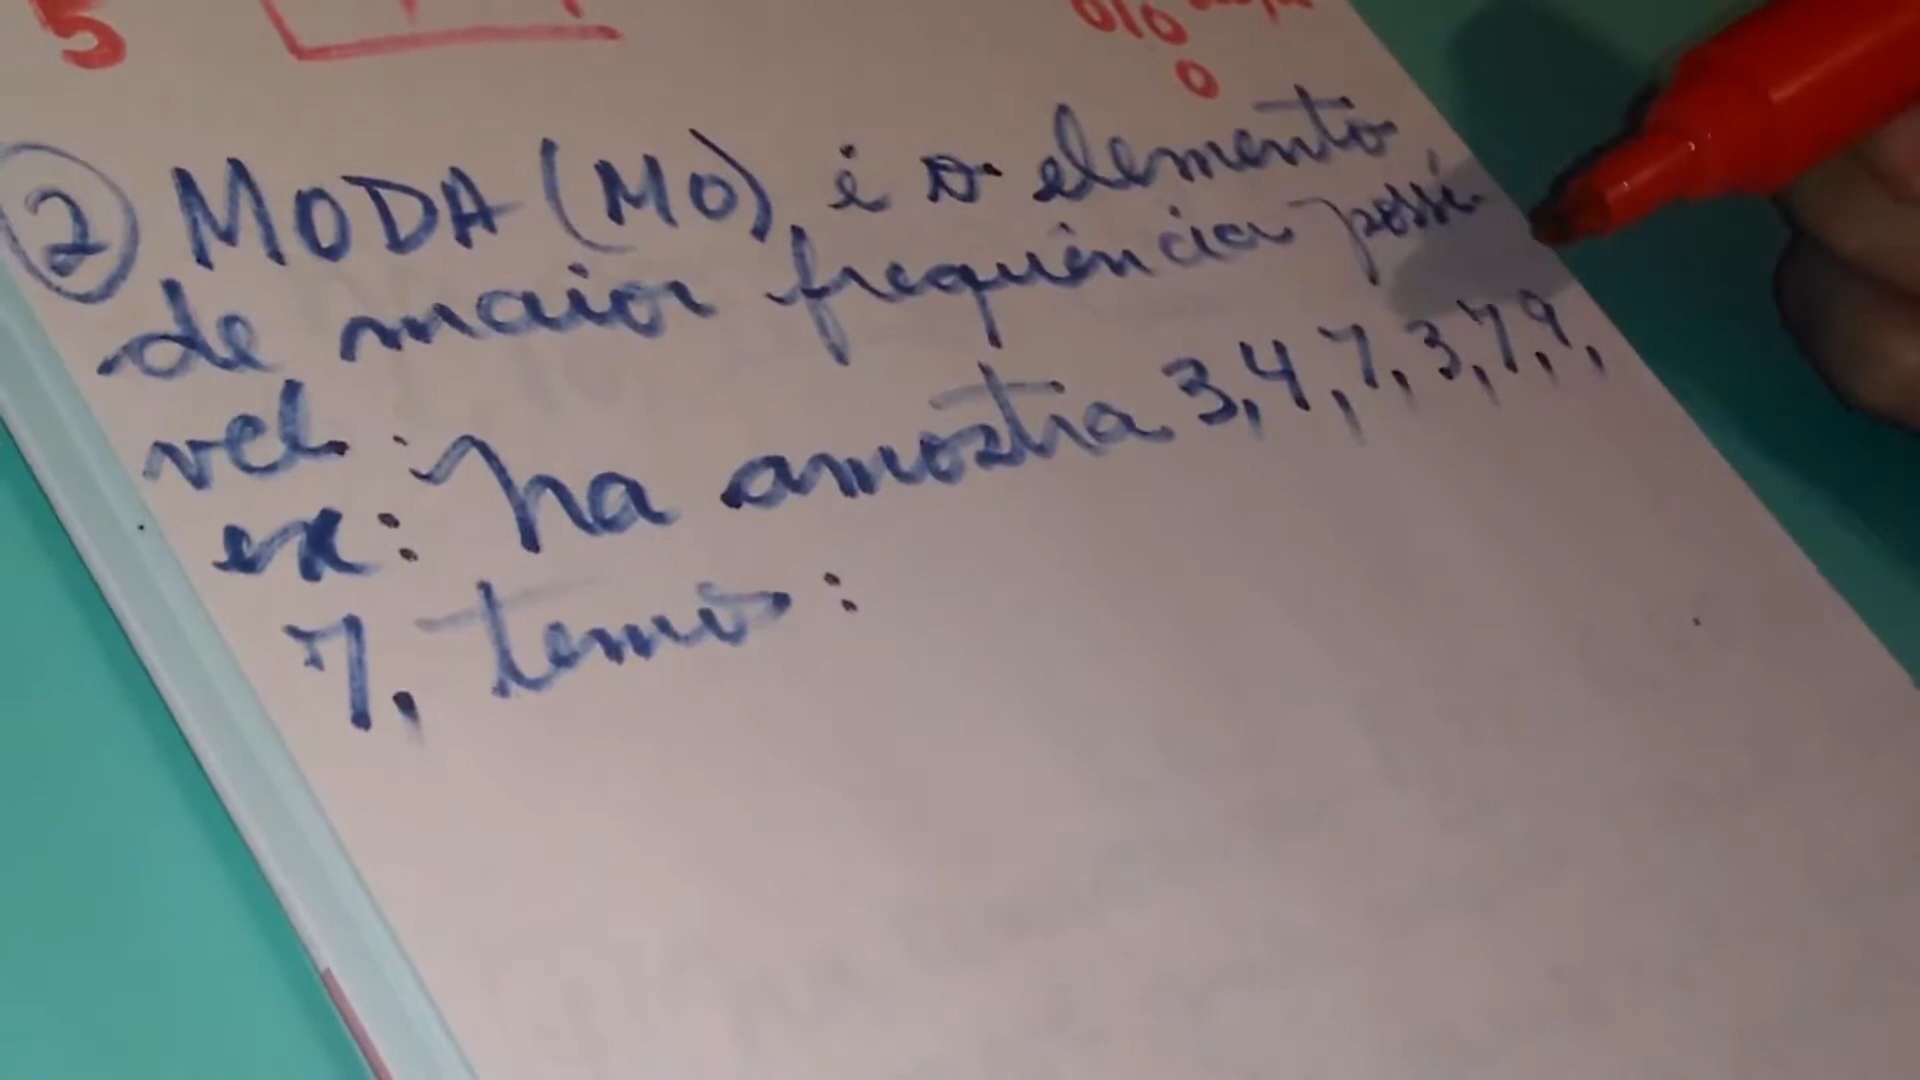 5
② MODA (MO), é o elemento
de maior frequência possí-
vel.
ex: na amostra 3, 4, 7, 3, 7, 9,
7, temos: